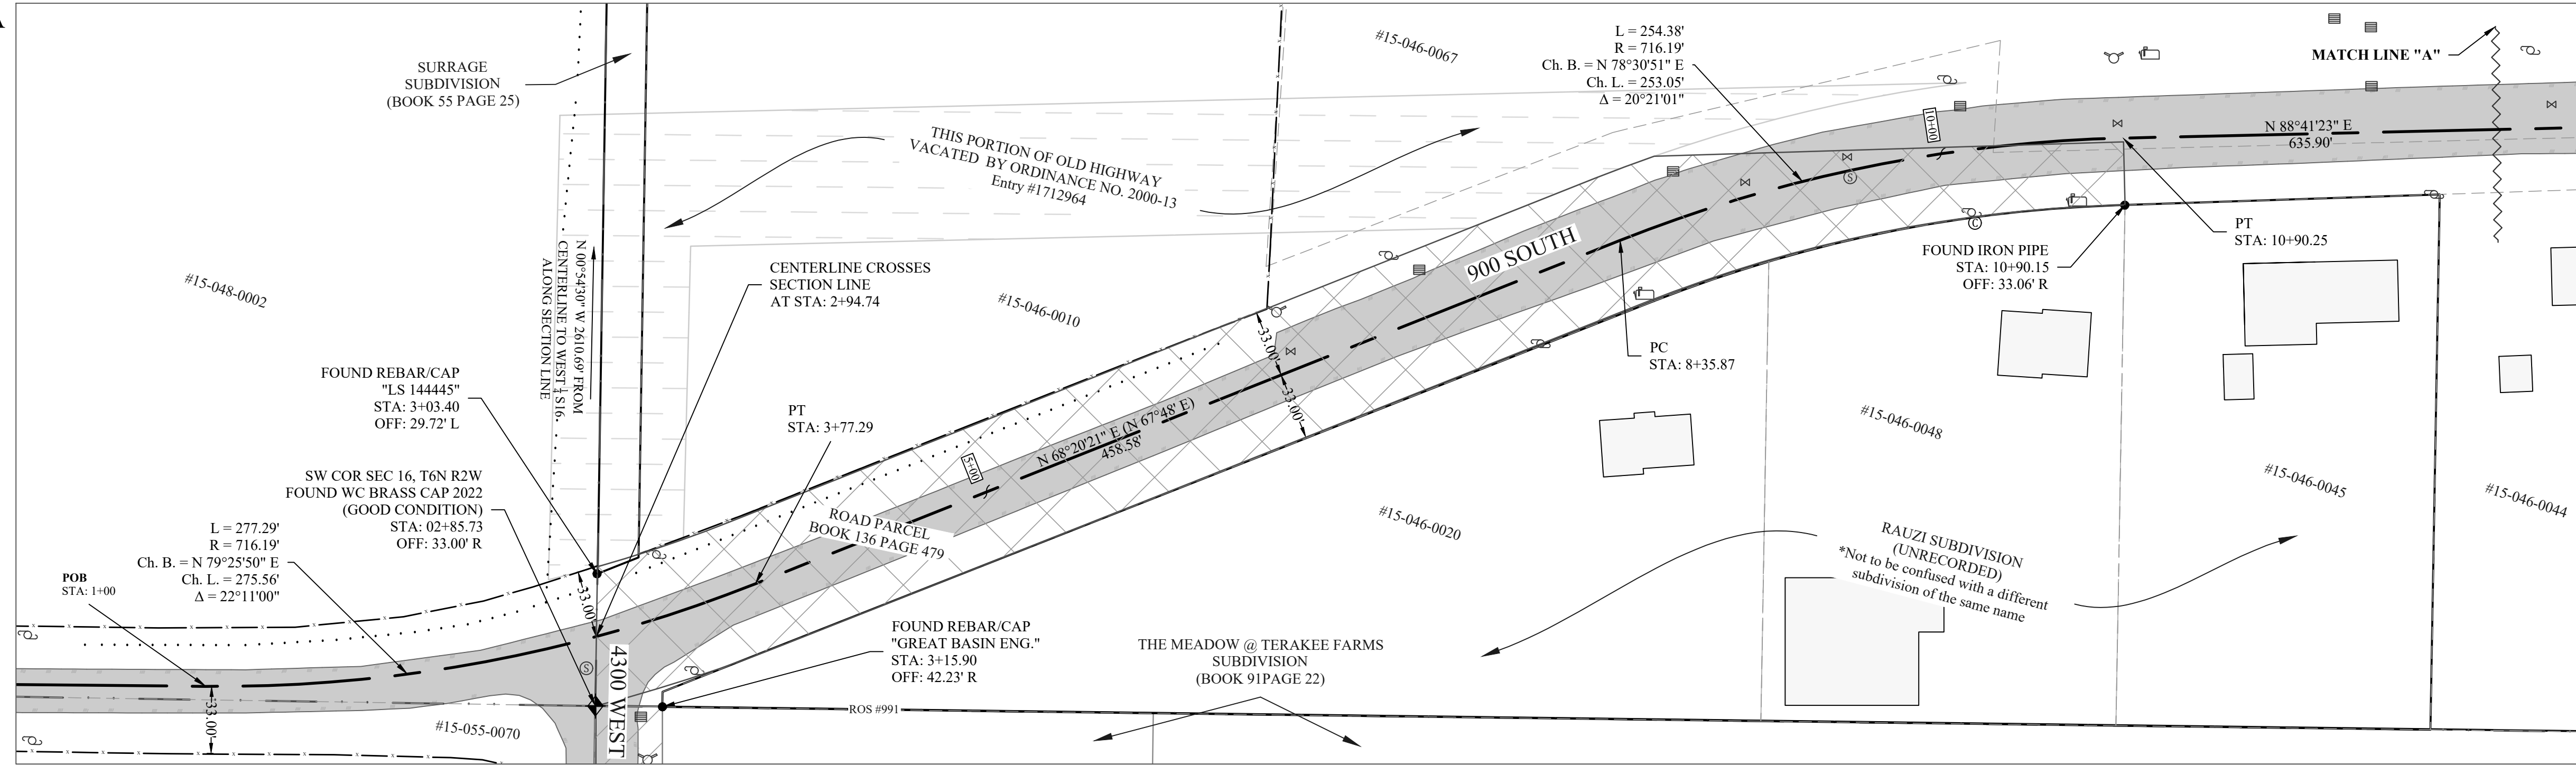 SURRAGE
SUBDIVISION
(BOOK 55 PAGE 25)
#15-046-0067
L = 254.38'
R = 716.19'
Ch. B. = N 78°30'51" E
Ch. L. = 253.05'
Δ = 20°21'01"
MATCH LINE "A"
THIS PORTION OF OLD HIGHWAY
VACATED BY ORDINANCE NO. 2000-13
Entry #1712964
10+00
N 88°41'23" E
635.90'
#15-048-0002
N 00°54'30" W 2610.69' FROM
CENTERLINE TO WEST ¼ S16.
ALONG SECTION LINE
CENTERLINE CROSSES
SECTION LINE
AT STA: 2+94.74
#15-046-0010
900 SOUTH
FOUND IRON PIPE
STA: 10+90.15
OFF: 33.06' R
PT
STA: 10+90.25
33.00'
33.00'
PC
STA: 8+35.87
FOUND REBAR/CAP
"LS 144445"
STA: 3+03.40
OFF: 29.72' L
PT
STA: 3+77.29
N 68°20'21" E (N 67°48' E)
458.58'
5+00
#15-046-0048
#15-046-0045
#15-046-0044
SW COR SEC 16, T6N R2W
FOUND WC BRASS CAP 2022
(GOOD CONDITION)
STA: 02+85.73
OFF: 33.00' R
ROAD PARCEL
BOOK 136 PAGE 479
#15-046-0020
RAUZI SUBDIVISION
(UNRECORDED)
*Not to be confused with a different
subdivision of the same name
L = 277.29'
R = 716.19'
Ch. B. = N 79°25'50" E
Ch. L. = 275.56'
Δ = 22°11'00"
POB
STA: 1+00
33.00'
S
S
C
FOUND REBAR/CAP
"GREAT BASIN ENG."
STA: 3+15.90
OFF: 42.23' R
THE MEADOW @ TERAKEE FARMS
SUBDIVISION
(BOOK 91PAGE 22)
4300 WEST
ROS #991
33.00'
#15-055-0070